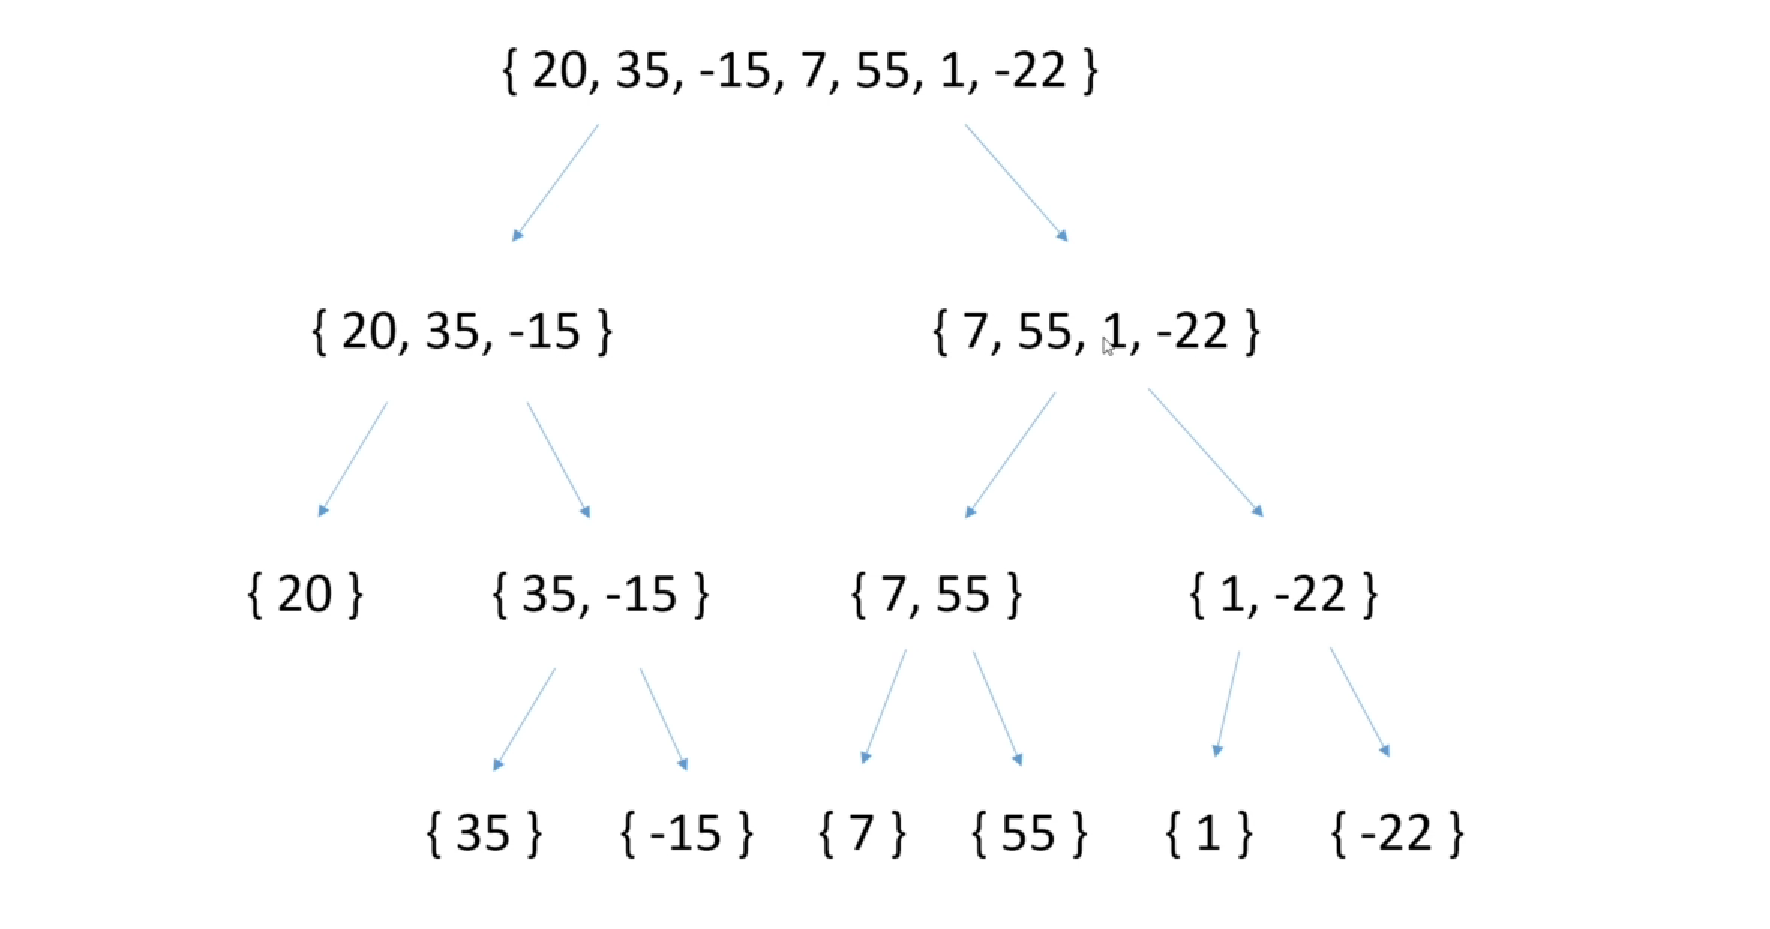 { 20, 35, -15, 7, 55, 1, -22 }
{ 20, 35, -15 } { 7, 55, 1, -22 }
{ 20 } { 35, -15 } { 7, 55 } { 1, -22 }
{ 35 } { -15 } { 7 } { 55 } { 1 } { -22 }